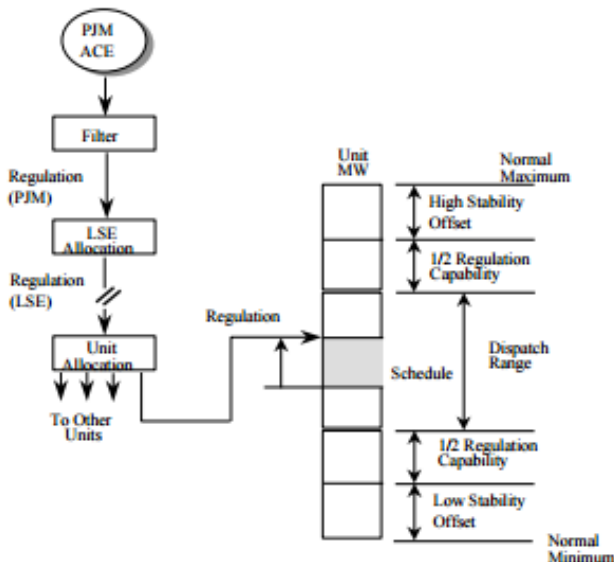 PJM
ACE
Filter
Regulation
(PJM)
LSE
Allocation
Regulation
(LSE)
Unit
Allocation
To Other
Units
Regulation
Unit
MW
Normal
Maximum
High Stability
Offset
1/2 Regulation
Capability
Dispatch
Range
Schedule
1/2 Regulation
Capability
Low Stability
Offset
Normal
Minimum